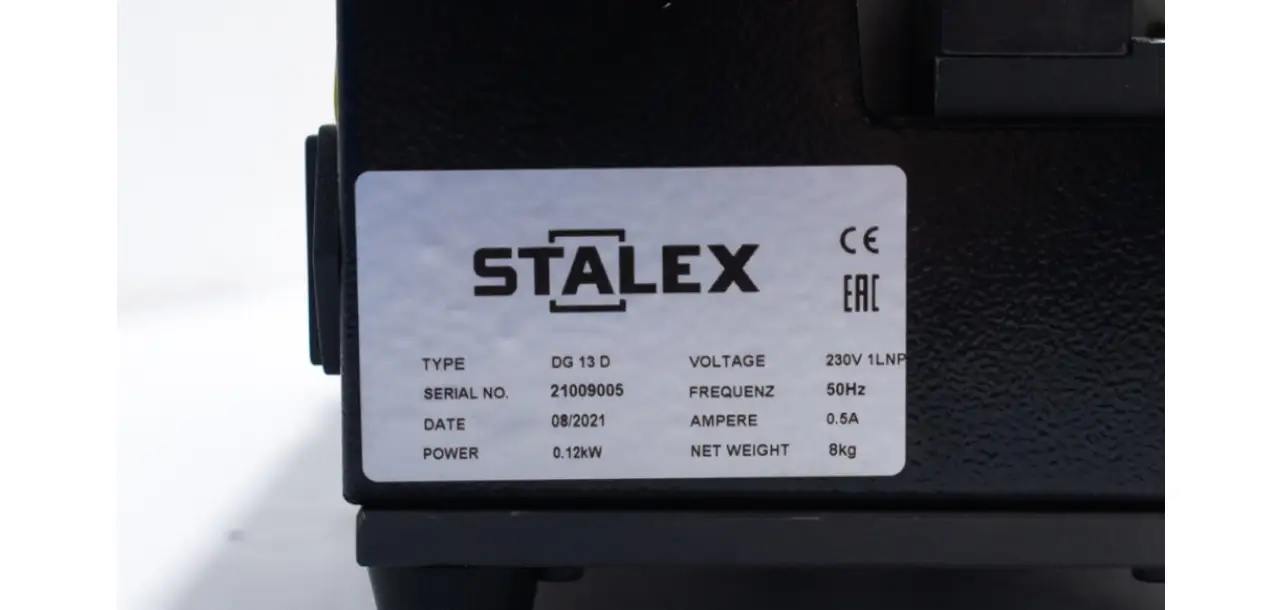 STALEX
CE
EAC
TYPE DG 13 D VOLTAGE 230V 1LNP
SERIAL NO. 21009005 FREQUENZ 50Hz
DATE 08/2021 AMPERE 0.5A
POWER 0.12kW NET WEIGHT 8kg